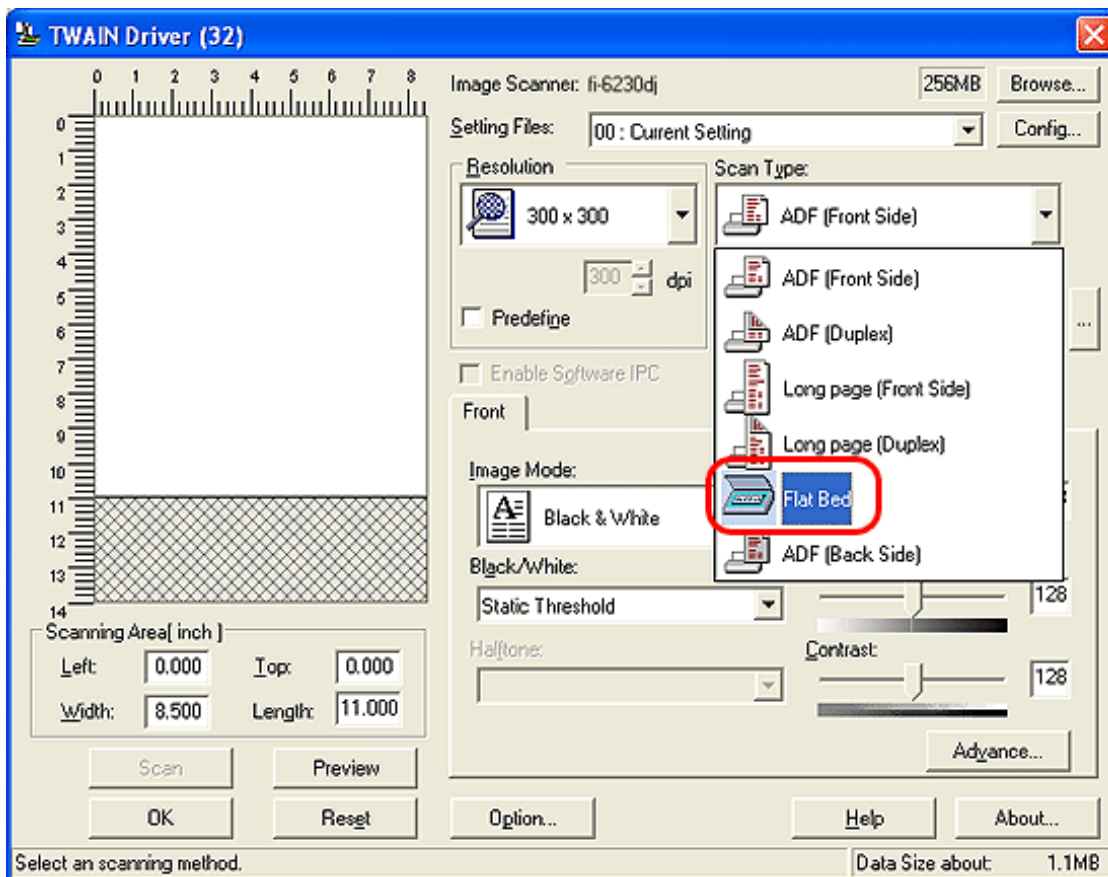 TWAIN Driver (32)
0 1 2 3 4 5 6 7 8
0
1
2
3
4
5
6
7
8
9
10
11
12
13
14
Image Scanner: fi-6230dj 256MB Browse...
Setting Files: 00 : Current Setting Config...
Resolution
300 x 300
300 dpi
Predefine
Scan Type:
ADF (Front Side)
ADF (Front Side)
ADF (Duplex)
Long page (Front Side)
Long page (Duplex)
Flat Bed
ADF (Back Side)
...
Enable Software IPC
Front
Image Mode:
Black & White
Black/White:
Static Threshold
128
Halftone:
Contrast:
128
Advance...
Scanning Area( inch )
Left: 0.000 Top: 0.000
Width: 8.500 Length: 11.000
Scan Preview
OK Reset Option... Help About...
Select an scanning method. Data Size about: 1.1MB